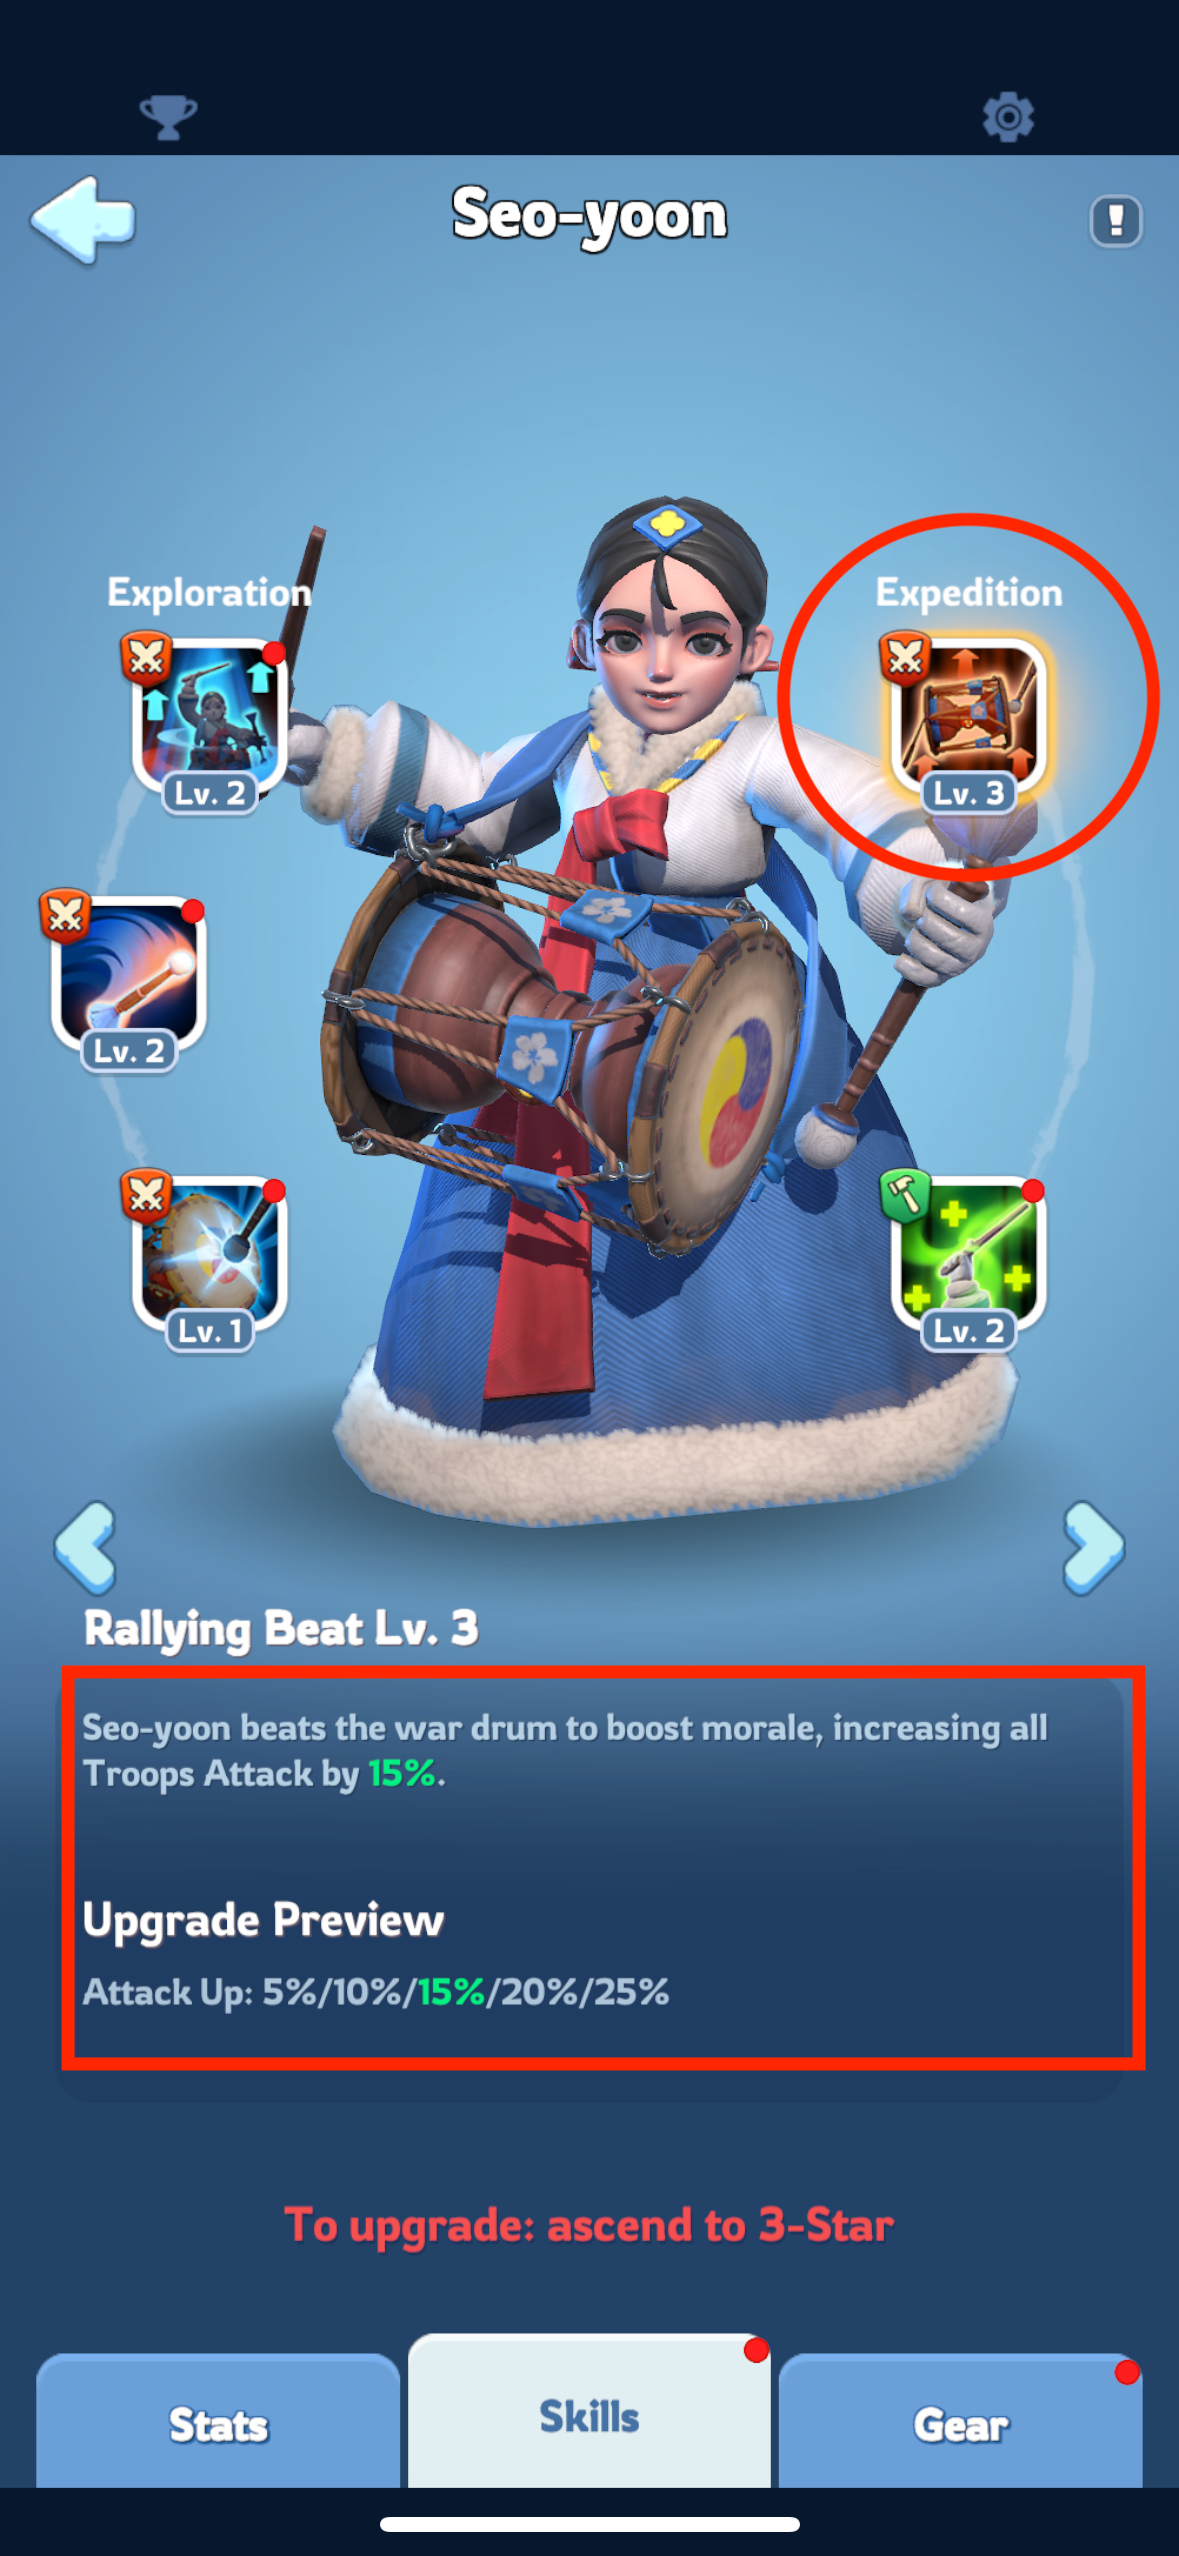 Seo-yoon
Exploration
Expedition
Lv. 2
Lv. 3
Lv. 2
Lv. 1
Lv. 2
Rallying Beat Lv. 3
Seo-yoon beats the war drum to boost morale, increasing all
Troops Attack by 15%.
Upgrade Preview
Attack Up: 5%/10%/15%/20%/25%
To upgrade: ascend to 3-Star
Stats
Skills
Gear